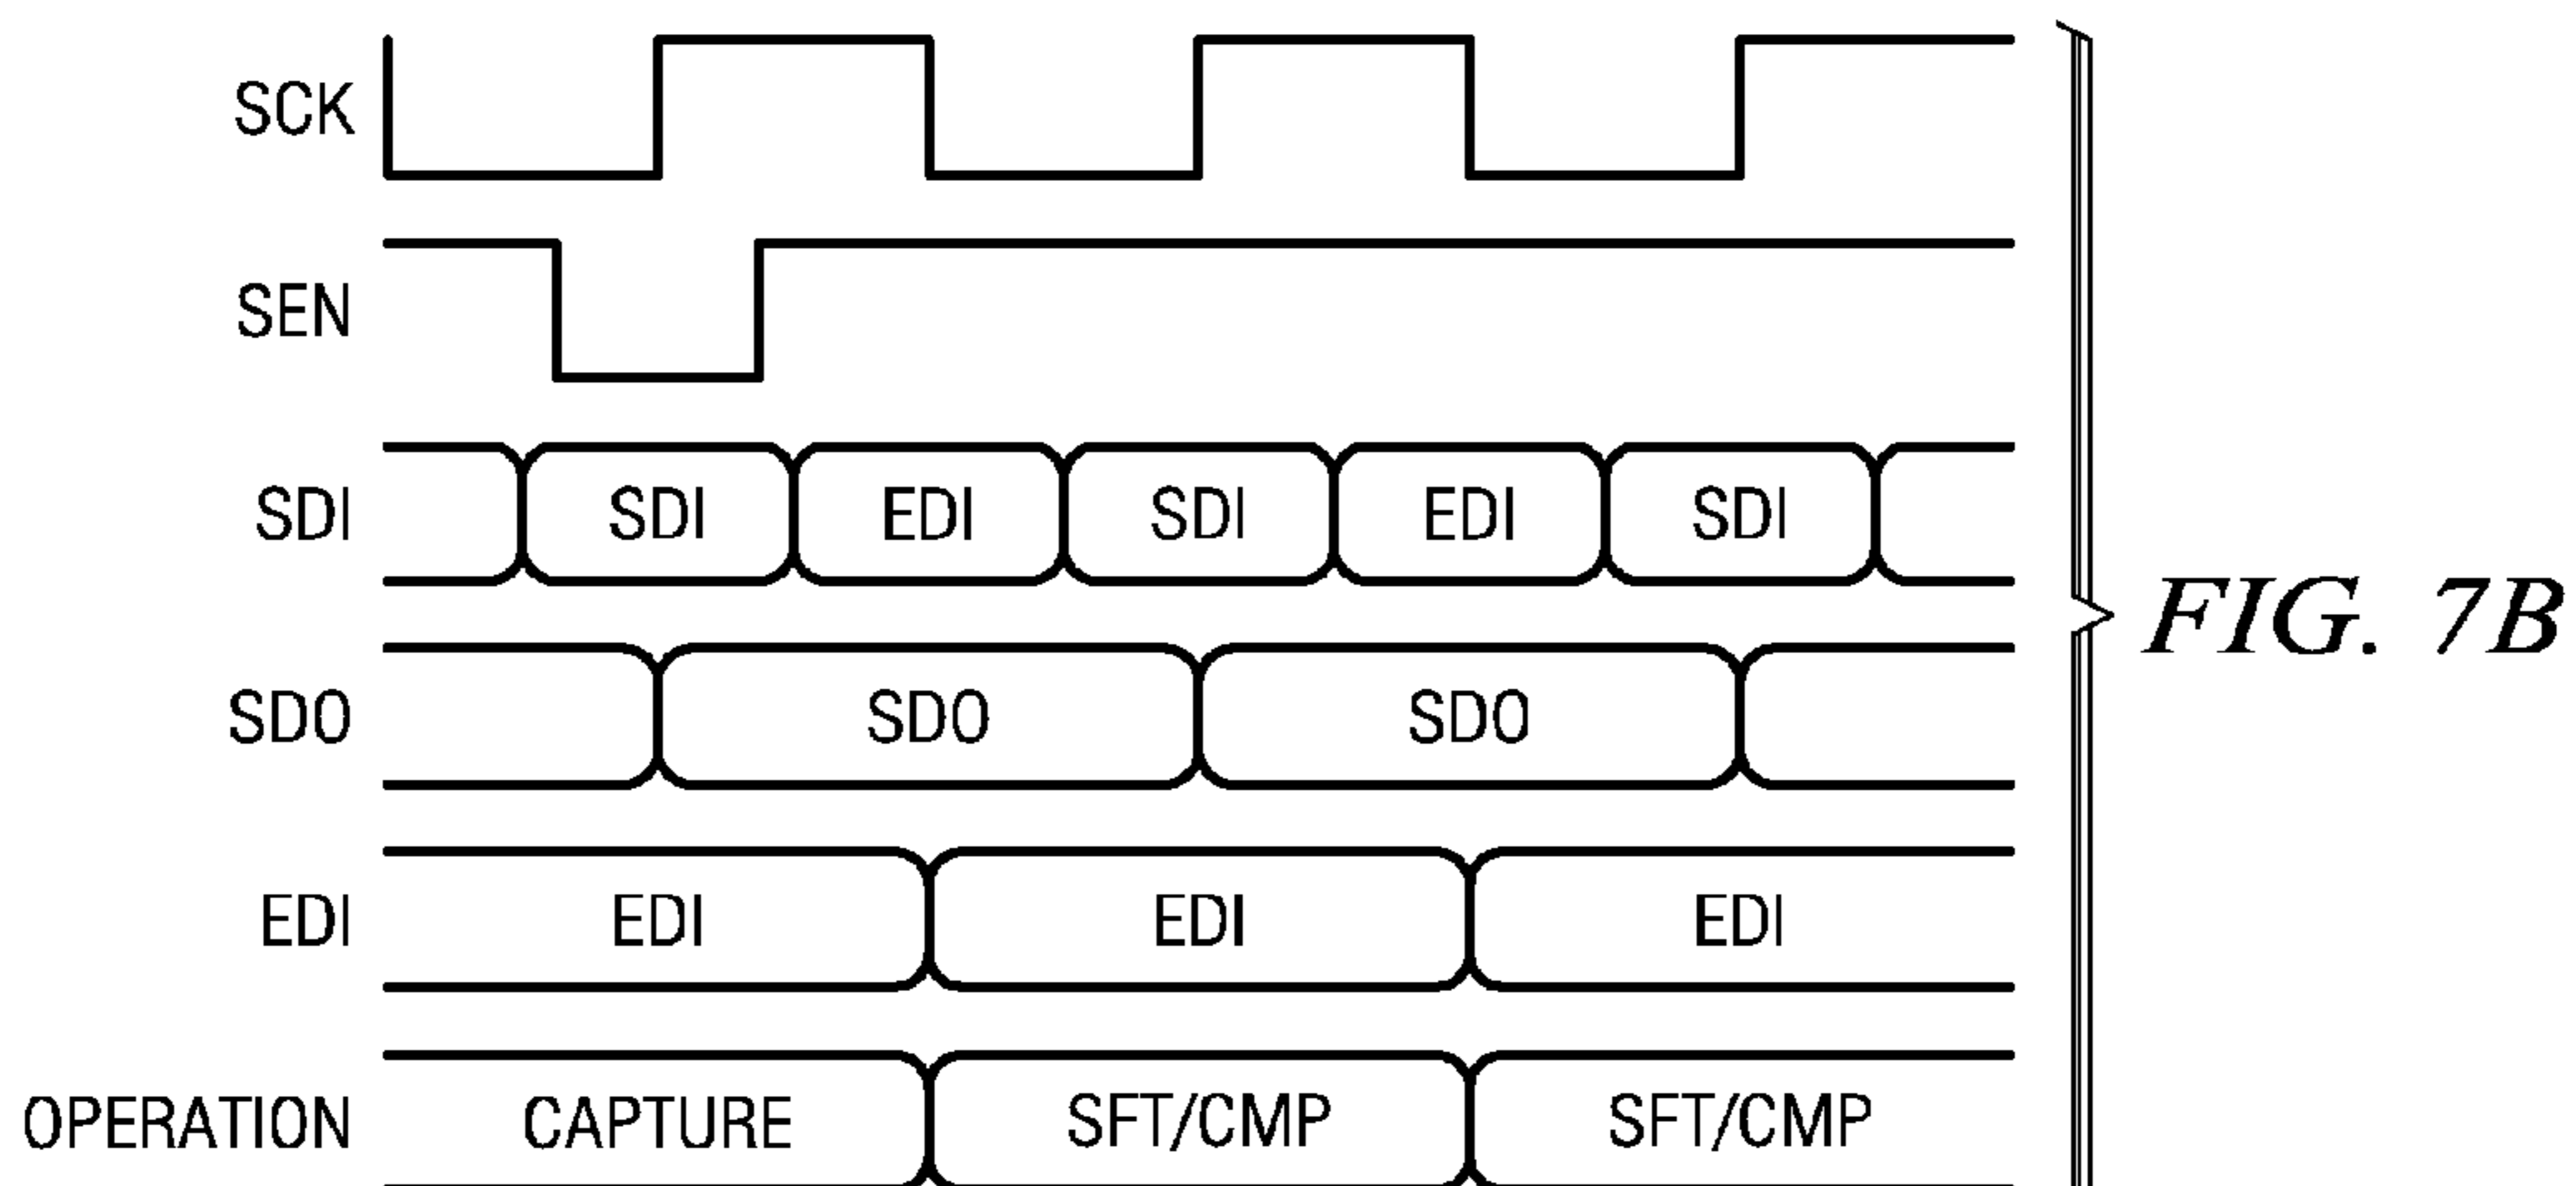 SCK
SEN
SDI SDI EDI SDI EDI SDI
SDO SDO SDO
FIG. 7B
EDI EDI EDI EDI
OPERATION CAPTURE SFT/CMP SFT/CMP